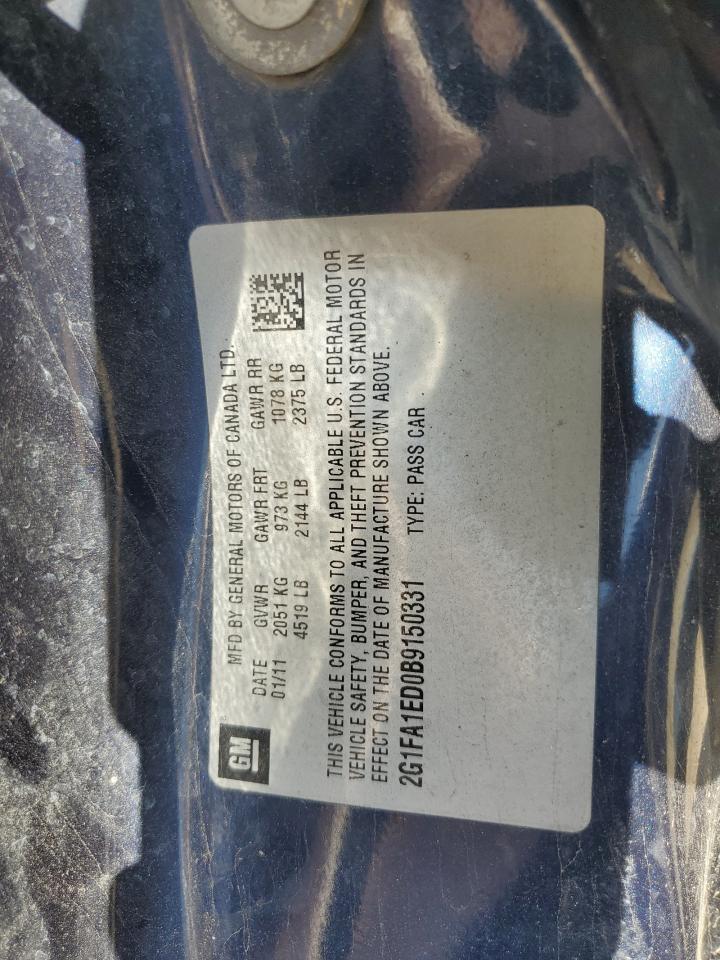 GM
MFD BY GENERAL MOTORS OF CANADA LTD.
DATE GVWR GAWR FRT GAWR RR
01/11 2051 KG 973 KG 1078 KG
4519 LB 2144 LB 2375 LB
THIS VEHICLE CONFORMS TO ALL APPLICABLE U.S. FEDERAL MOTOR
VEHICLE SAFETY, BUMPER, AND THEFT PREVENTION STANDARDS IN
EFFECT ON THE DATE OF MANUFACTURE SHOWN ABOVE.
2G1FA1ED0B9150331 TYPE: PASS CAR